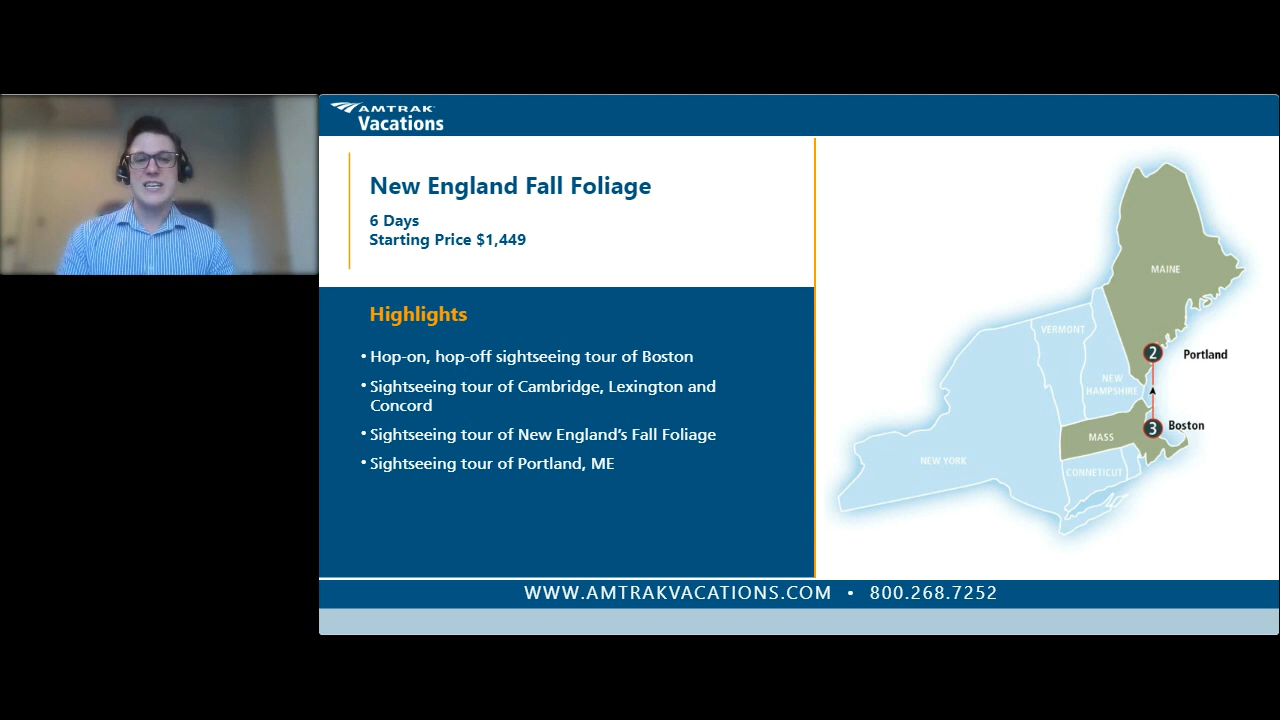 AMTRAK
Vacations
New England Fall Foliage
6 Days
Starting Price $1,449
Highlights
• Hop-on, hop-off sightseeing tour of Boston
• Sightseeing tour of Cambridge, Lexington and
Concord
• Sightseeing tour of New England's Fall Foliage
• Sightseeing tour of Portland, ME
MAINE
VERMONT
2
Portland
NEW
HAMPSHIRE
3
Boston
MASS
NEW YORK
CONNETICUT
WWW.AMTRAKVACATIONS.COM • 800.268.7252